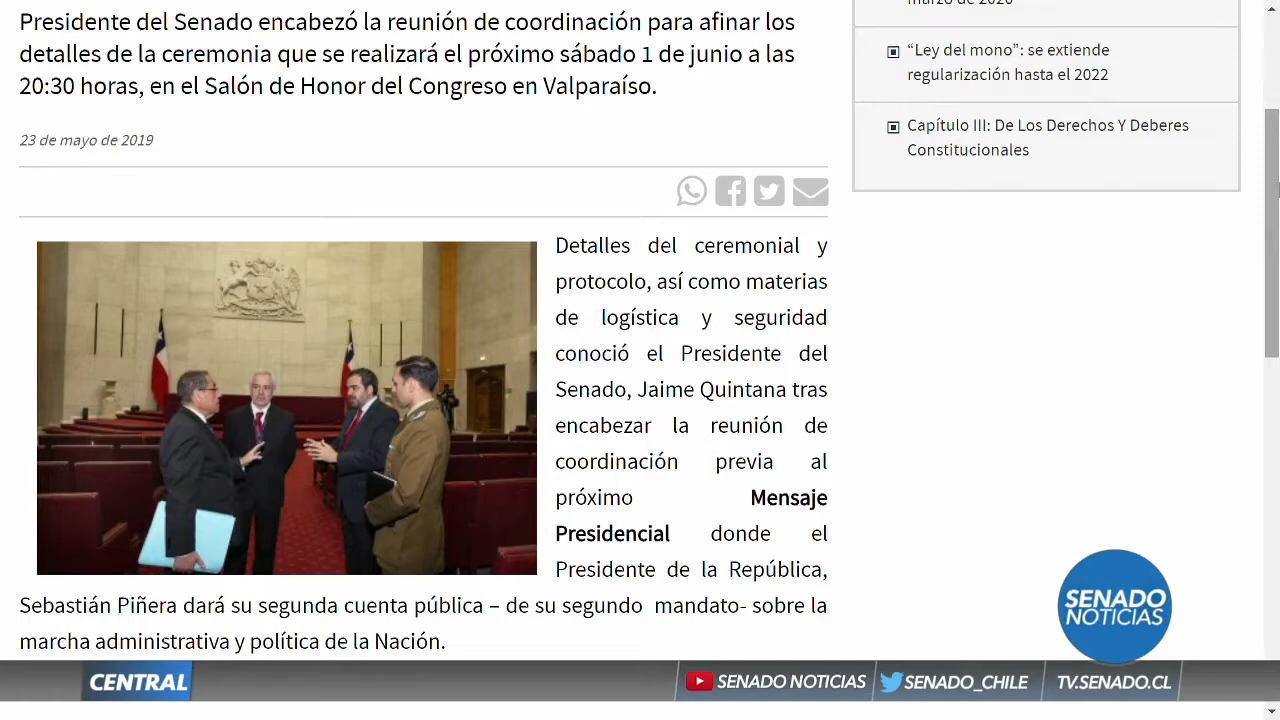 Presidente del Senado encabezó la reunión de coordinación para afinar los
detalles de la ceremonia que se realizará el próximo sábado 1 de junio a las
20:30 horas, en el Salón de Honor del Congreso en Valparaíso.
23 de mayo de 2019
Detalles del ceremonial y
protocolo, así como materias
de logística y seguridad
conoció el Presidente del
Senado, Jaime Quintana tras
encabezar la reunión de
coordinación previa al
próximo Mensaje
Presidencial donde el
Presidente de la República,
Sebastián Piñera dará su segunda cuenta pública – de su segundo mandato- sobre la
marcha administrativa y política de la Nación.
“Ley del mono”: se extiende
regularización hasta el 2022
Capítulo III: De Los Derechos Y Deberes
Constitucionales
SENADO
NOTICIAS
CENTRAL
SENADO NOTICIAS
SENADO_CHILE
TV.SENADO.CL